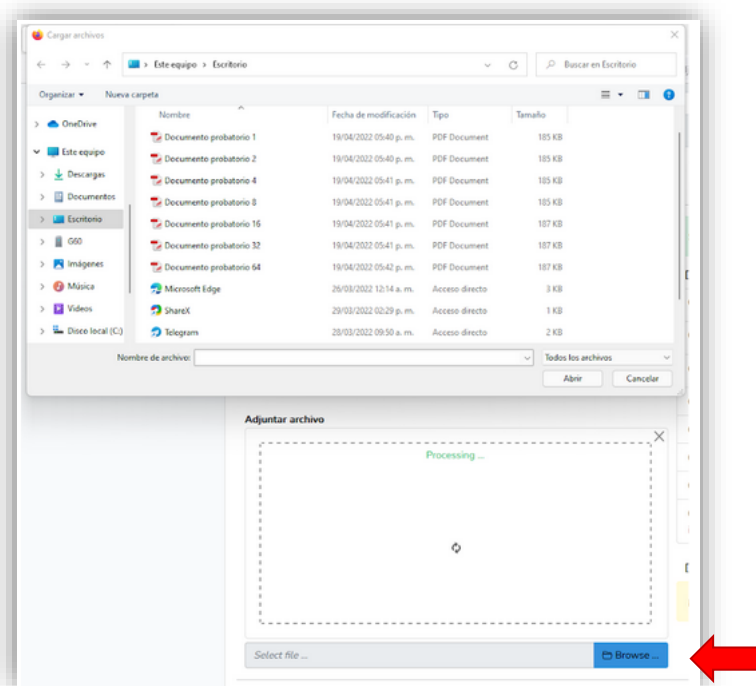 Cargar archivos
Este equipo > Escritorio
Buscar en Escritorio
Organizar
Nueva carpeta
Nombre Fecha de modificación Tipo Tamaño
OneDrive
Este equipo
Descargas
Documentos
Escritorio
G60
Imágenes
Música
Videos
Disco local (C:)
Documento probatorio 1 19/04/2022 05:40 p. m. PDF Document 185 KB
Documento probatorio 2 19/04/2022 05:40 p. m. PDF Document 185 KB
Documento probatorio 4 19/04/2022 05:41 p. m. PDF Document 185 KB
Documento probatorio 8 19/04/2022 05:41 p. m. PDF Document 185 KB
Documento probatorio 16 19/04/2022 05:41 p. m. PDF Document 187 KB
Documento probatorio 32 19/04/2022 05:41 p. m. PDF Document 187 KB
Documento probatorio 64 19/04/2022 05:42 p. m. PDF Document 187 KB
Microsoft Edge 26/03/2022 12:14 a. m. Acceso directo 3 KB
ShareX 29/03/2022 02:29 p. m. Acceso directo 1 KB
Telegram 28/03/2022 09:50 a. m. Acceso directo 2 KB
Nombre de archivo:
Todos los archivos
Abrir Cancelar
Adjuntar archivo
Processing ...
Select file ...
Browse ...